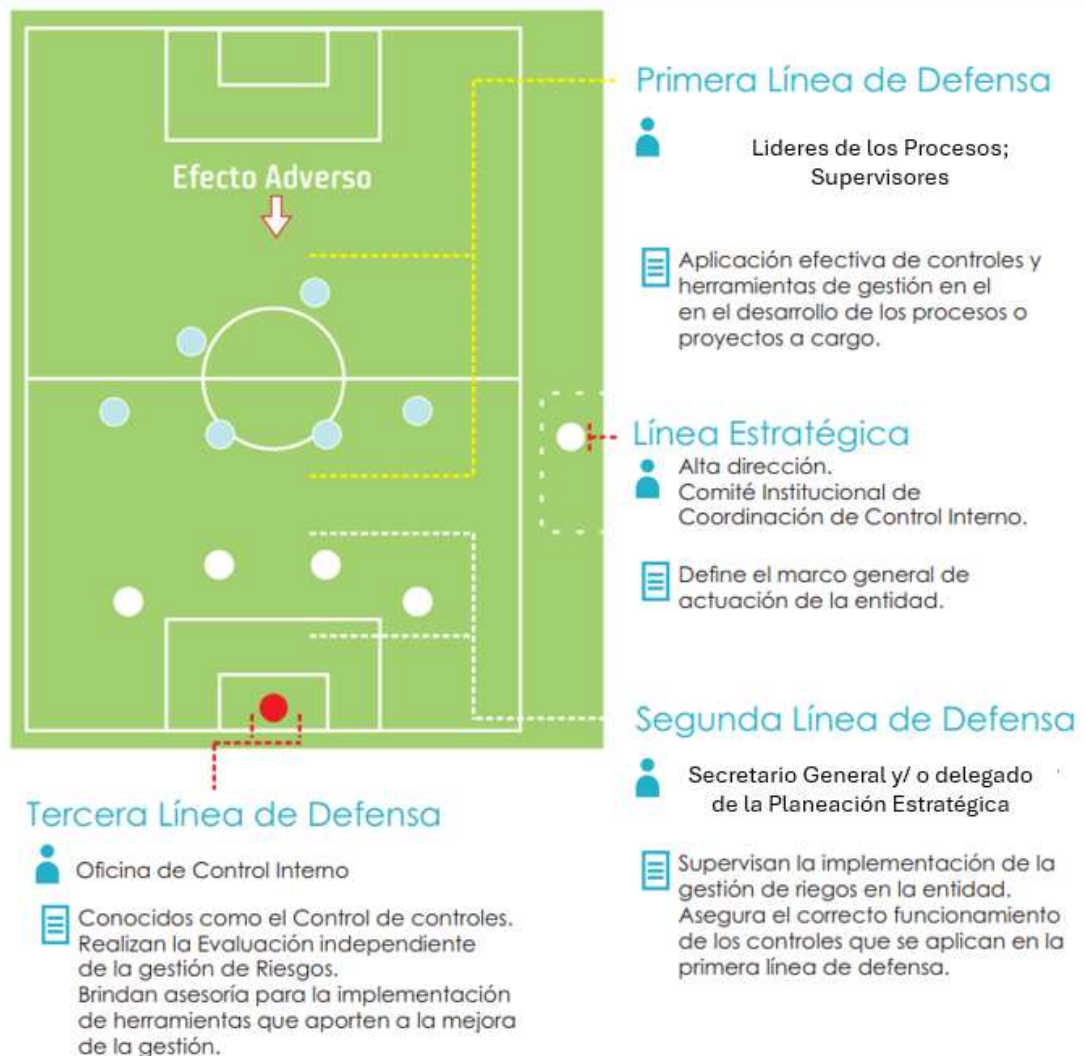 Efecto Adverso
Primera Línea de Defensa
Lideres de los Procesos;
Supervisores
Aplicación efectiva de controles y
herramientas de gestión en el
en el desarrollo de los procesos o
proyectos a cargo.
Línea Estratégica
Alta dirección.
Comité Institucional de
Coordinación de Control Interno.
Define el marco general de
actuación de la entidad.
Segunda Línea de Defensa
Secretario General y/ o delegado
de la Planeación Estratégica
Supervisan la implementación de la
gestión de riegos en la entidad.
Asegura el correcto funcionamiento
de los controles que se aplican en la
primera línea de defensa.
Tercera Línea de Defensa
Oficina de Control Interno
Conocidos como el Control de controles.
Realizan la Evaluación independiente
de la gestión de Riesgos.
Brindan asesoría para la implementación
de herramientas que aporten a la mejora
de la gestión.